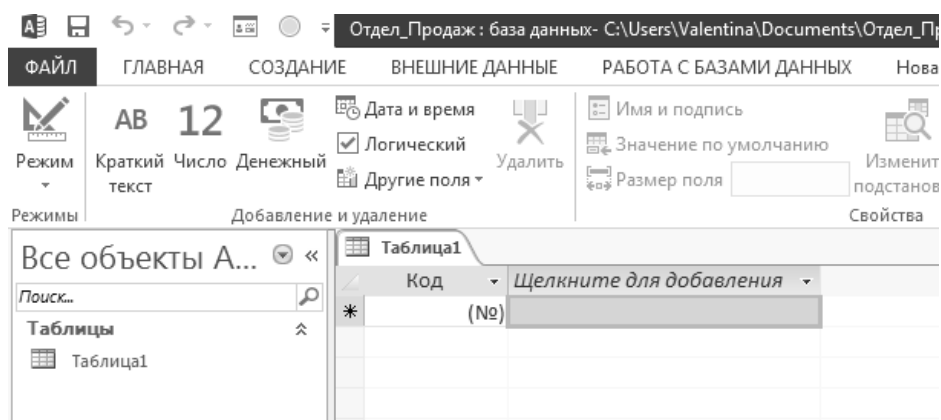 Отдел_Продаж : база данных- C:\Users\Valentina\Documents\Отдел_Пр
ФАЙЛ ГЛАВНАЯ СОЗДАНИЕ ВНЕШНИЕ ДАННЫЕ РАБОТА С БАЗАМИ ДАННЫХ Нова
Режим
AB Краткий текст
12 Число
Денежный
Дата и время
Логический
Другие поля
Удалить
Имя и подпись
Значение по умолчанию
Размер поля
Изменит
подстанов
Режимы Добавление и удаление Свойства
Все объекты A... «
Поиск...
Таблицы
Таблица1
Таблица1
Код Щелкните для добавления
(№)